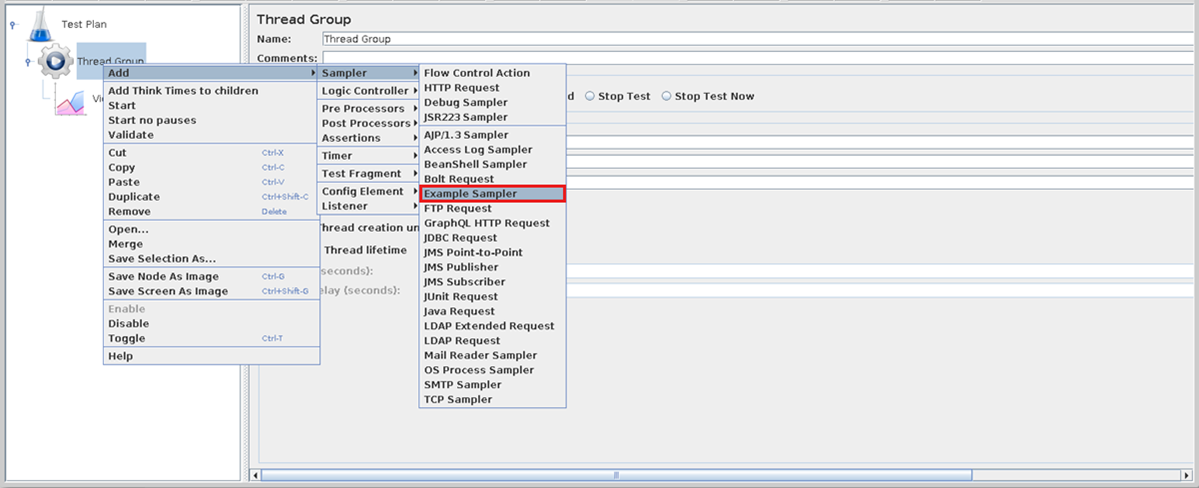 Test Plan
Thread Group
Vi
Thread Group
Name: Thread Group
Comments:
d Stop Test Stop Test Now
Thread creation un
Thread lifetime
seconds):
elay (seconds):
Add
Add Think Times to children
Start
Start no pauses
Validate
Cut Ctrl-X
Copy Ctrl-C
Paste Ctrl-V
Duplicate Ctrl+Shift-C
Remove Delete
Open...
Merge
Save Selection As...
Save Node As Image Ctrl-G
Save Screen As Image Ctrl+Shift-G
Enable
Disable
Toggle Ctrl-T
Help
Sampler
Logic Controller
Pre Processors
Post Processors
Assertions
Timer
Test Fragment
Config Element
Listener
Flow Control Action
HTTP Request
Debug Sampler
JSR223 Sampler
AJP/1.3 Sampler
Access Log Sampler
BeanShell Sampler
Bolt Request
Example Sampler
FTP Request
GraphQL HTTP Request
JDBC Request
JMS Point-to-Point
JMS Publisher
JMS Subscriber
JUnit Request
Java Request
LDAP Extended Request
LDAP Request
Mail Reader Sampler
OS Process Sampler
SMTP Sampler
TCP Sampler